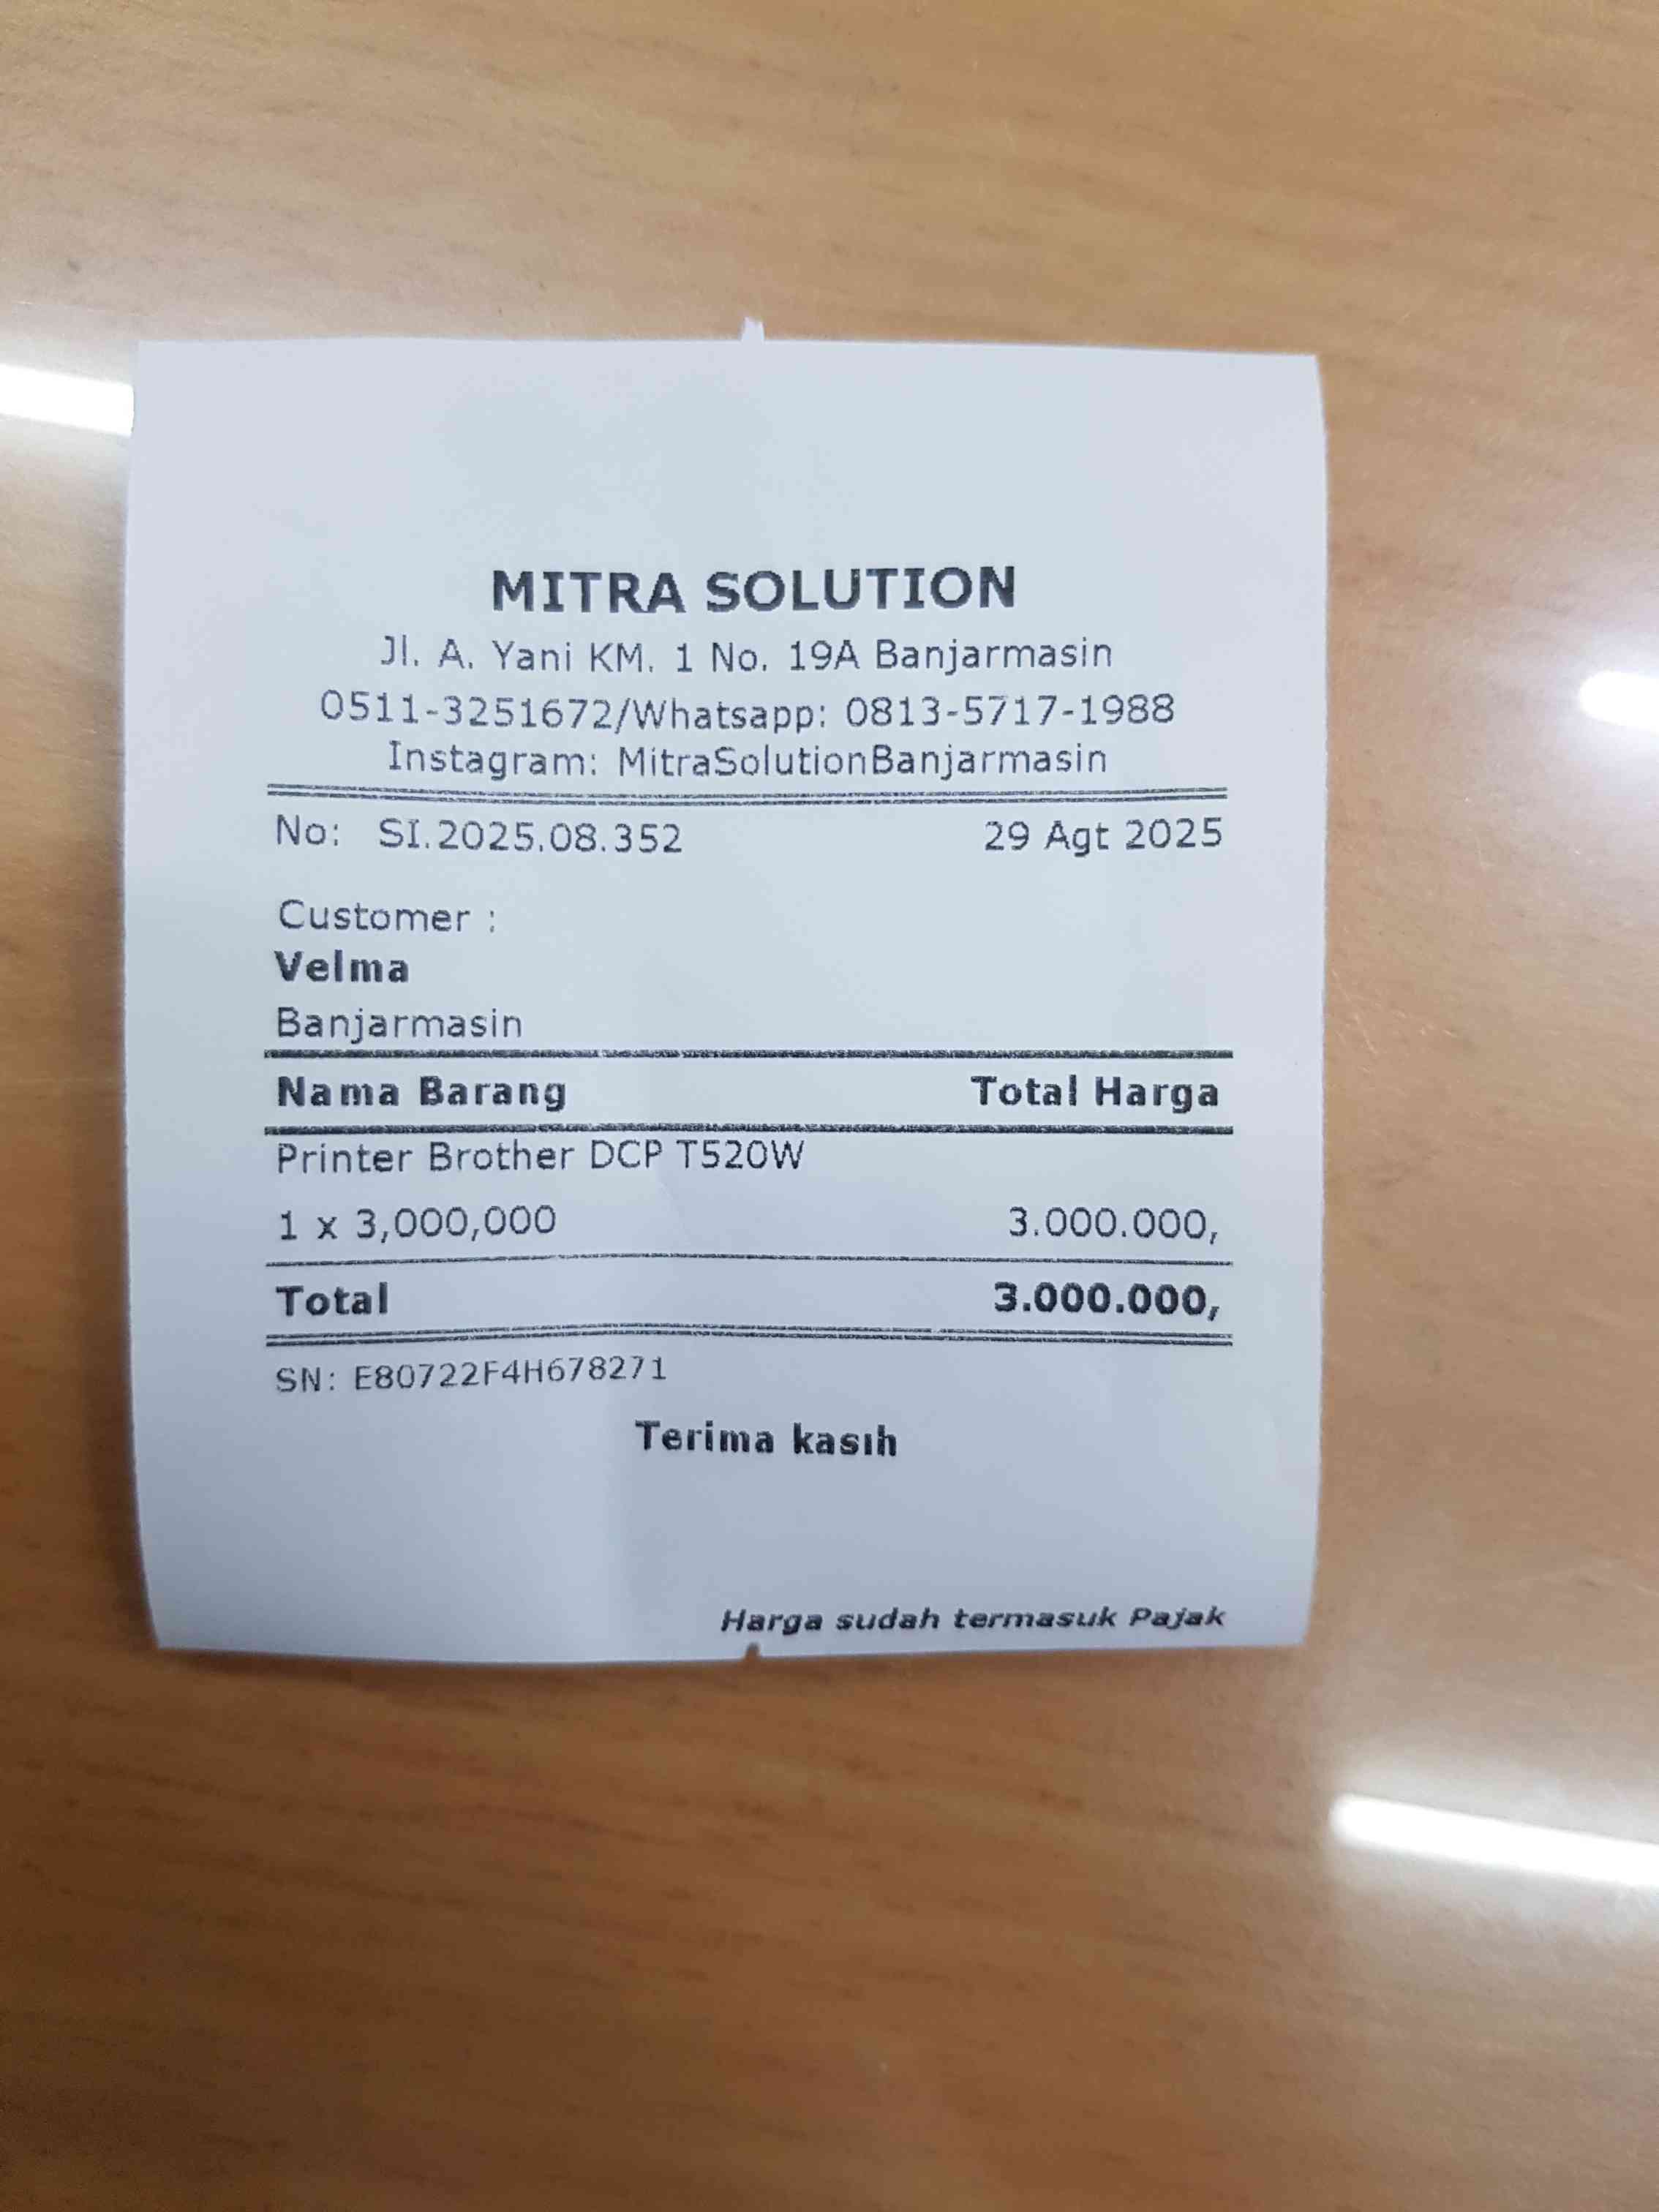 MITRA SOLUTION
Jl. A. Yani KM. 1 No. 19A Banjarmasin
0511-3251672/Whatsapp: 0813-5717-1988
Instagram: MitraSolutionBanjarmasin
No: SI.2025.08.352 29 Agt 2025
Customer :
Velma
Banjarmasin
Nama Barang Total Harga
Printer Brother DCP T520W
1 x 3,000,000 3.000.000,
Total 3.000.000,
SN: E80722F4H678271
Terima kasih
Harga sudah termasuk Pajak